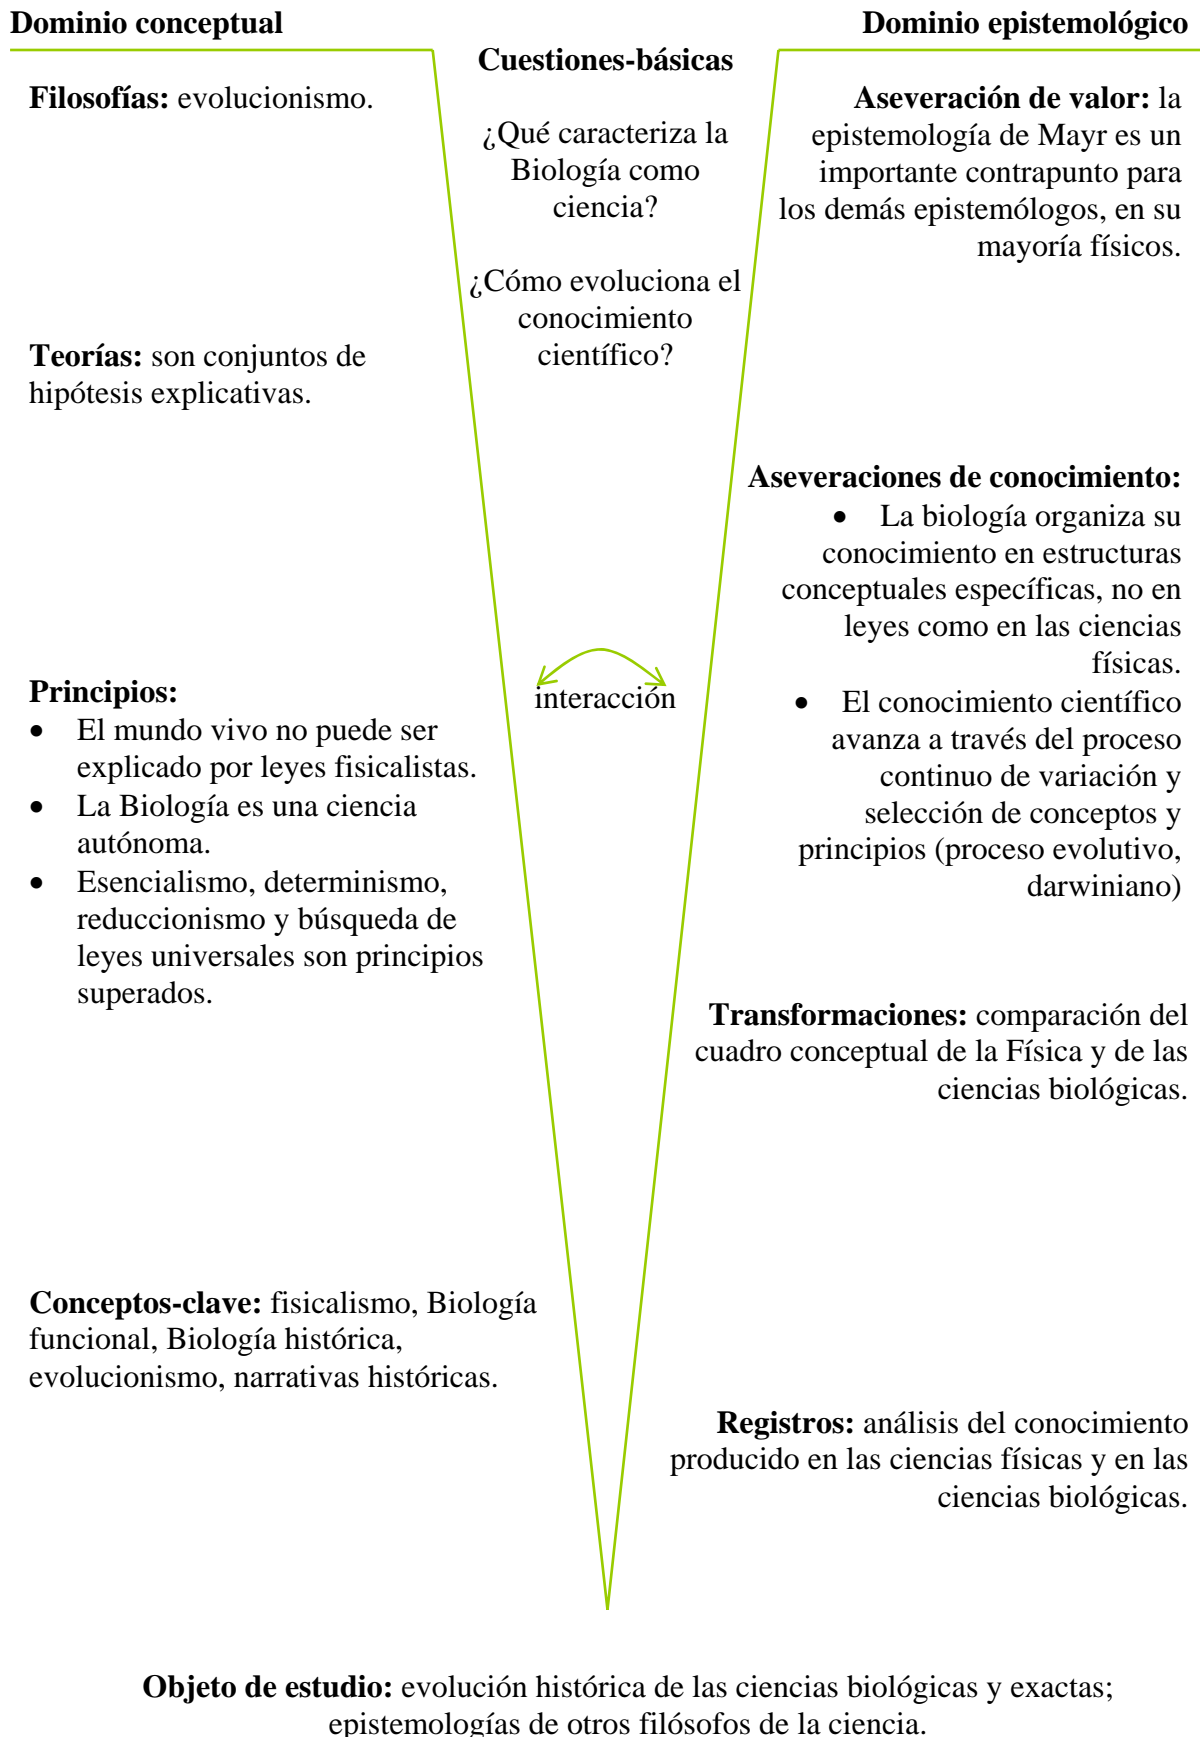 Dominio conceptual
Filosofías: evolucionismo.
Teorías: son conjuntos de
hipótesis explicativas.
Principios:
• El mundo vivo no puede ser
explicado por leyes fisicalistas.
• La Biología es una ciencia
autónoma.
• Esencialismo, determinismo,
reduccionismo y búsqueda de
leyes universales son principios
superados.
Conceptos-clave: fisicalismo, Biología
funcional, Biología histórica,
evolucionismo, narrativas históricas.
Cuestiones-básicas
¿Qué caracteriza la
Biología como
ciencia?
¿Cómo evoluciona el
conocimiento
científico?
interacción
Dominio epistemológico
Aseveración de valor: la
epistemología de Mayr es un
importante contrapunto para
los demás epistemólogos, en su
mayoría físicos.
Aseveraciones de conocimiento:
• La biología organiza su
conocimiento en estructuras
conceptuales específicas, no en
leyes como en las ciencias
físicas.
• El conocimiento científico
avanza a través del proceso
continuo de variación y
selección de conceptos y
principios (proceso evolutivo,
darwiniano)
Transformaciones: comparación del
cuadro conceptual de la Física y de las
ciencias biológicas.
Registros: análisis del conocimiento
producido en las ciencias físicas y en las
ciencias biológicas.
Objeto de estudio: evolución histórica de las ciencias biológicas y exactas;
epistemologías de otros filósofos de la ciencia.